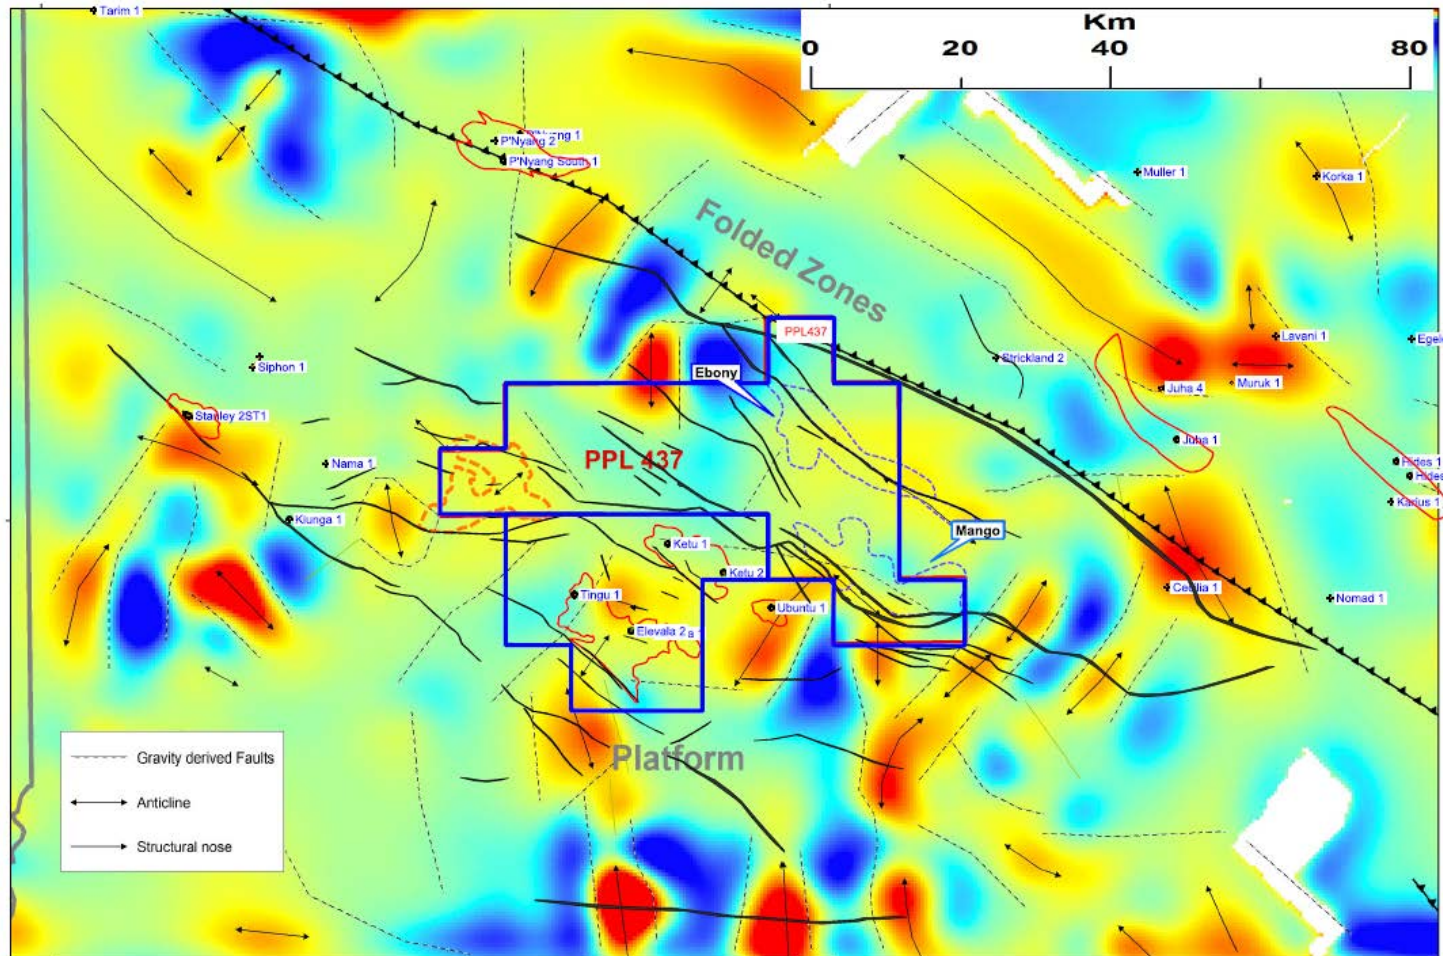 Tarim 1
Km
0 20 40 80
P'Nyang 2
P'Nyang South 1
Muller 1
Korka 1
Folded Zones
PPL437
Lavani 1
Strickland 2
Siphon 1
Ebony
Juha 4
Muruk 1
Stanley 2ST1
Juha 1
PPL 437
Nama 1
Hides 1
Hides
Karius 1
Kiunga 1
Mango
Ketu 1
Ketu 2
Cecilia 1
Tingu 1
Nomad 1
Ubuntu 1
Elevala 2
Platform
Gravity derived Faults
Anticline
Structural nose